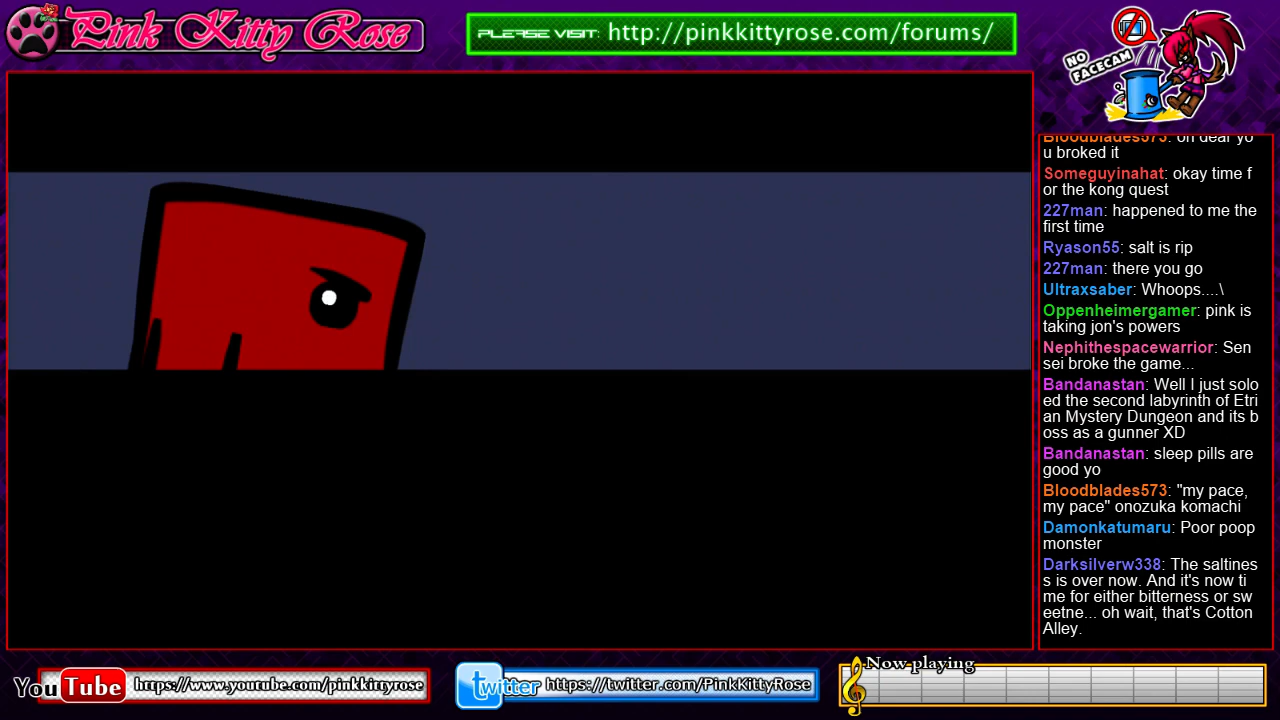 Pink Kitty Rose
PLEASE VISIT: http://pinkkittyrose.com/forums/
NO
FACECAM
Bloodblades573: oh dear yo
u broked it
Someguyinahat: okay time f
or the kong quest
227man: happened to me the
first time
Ryason55: salt is rip
227man: there you go
Ultraxsaber: Whoops....\
Oppenheimergamer: pink is
taking jon's powers
Nephithespacewarrior: Sen
sei broke the game...
Bandanastan: Well I just solo
ed the second labyrinth of Etri
an Mystery Dungeon and its b
oss as a gunner XD
Bandanastan: sleep pills are
good yo
Bloodblades573: "my pace,
my pace" onozuka komachi
Damonkatumaru: Poor poop
monster
Darksilverw338: The saltines
s is over now. And it's now ti
me for either bitterness or sw
eetne... oh wait, that's Cotton
Alley.
YouTube https://www.youtube.com/pinkkittyrose
twitter https://twitter.com/PinkKittyRose
Now playing